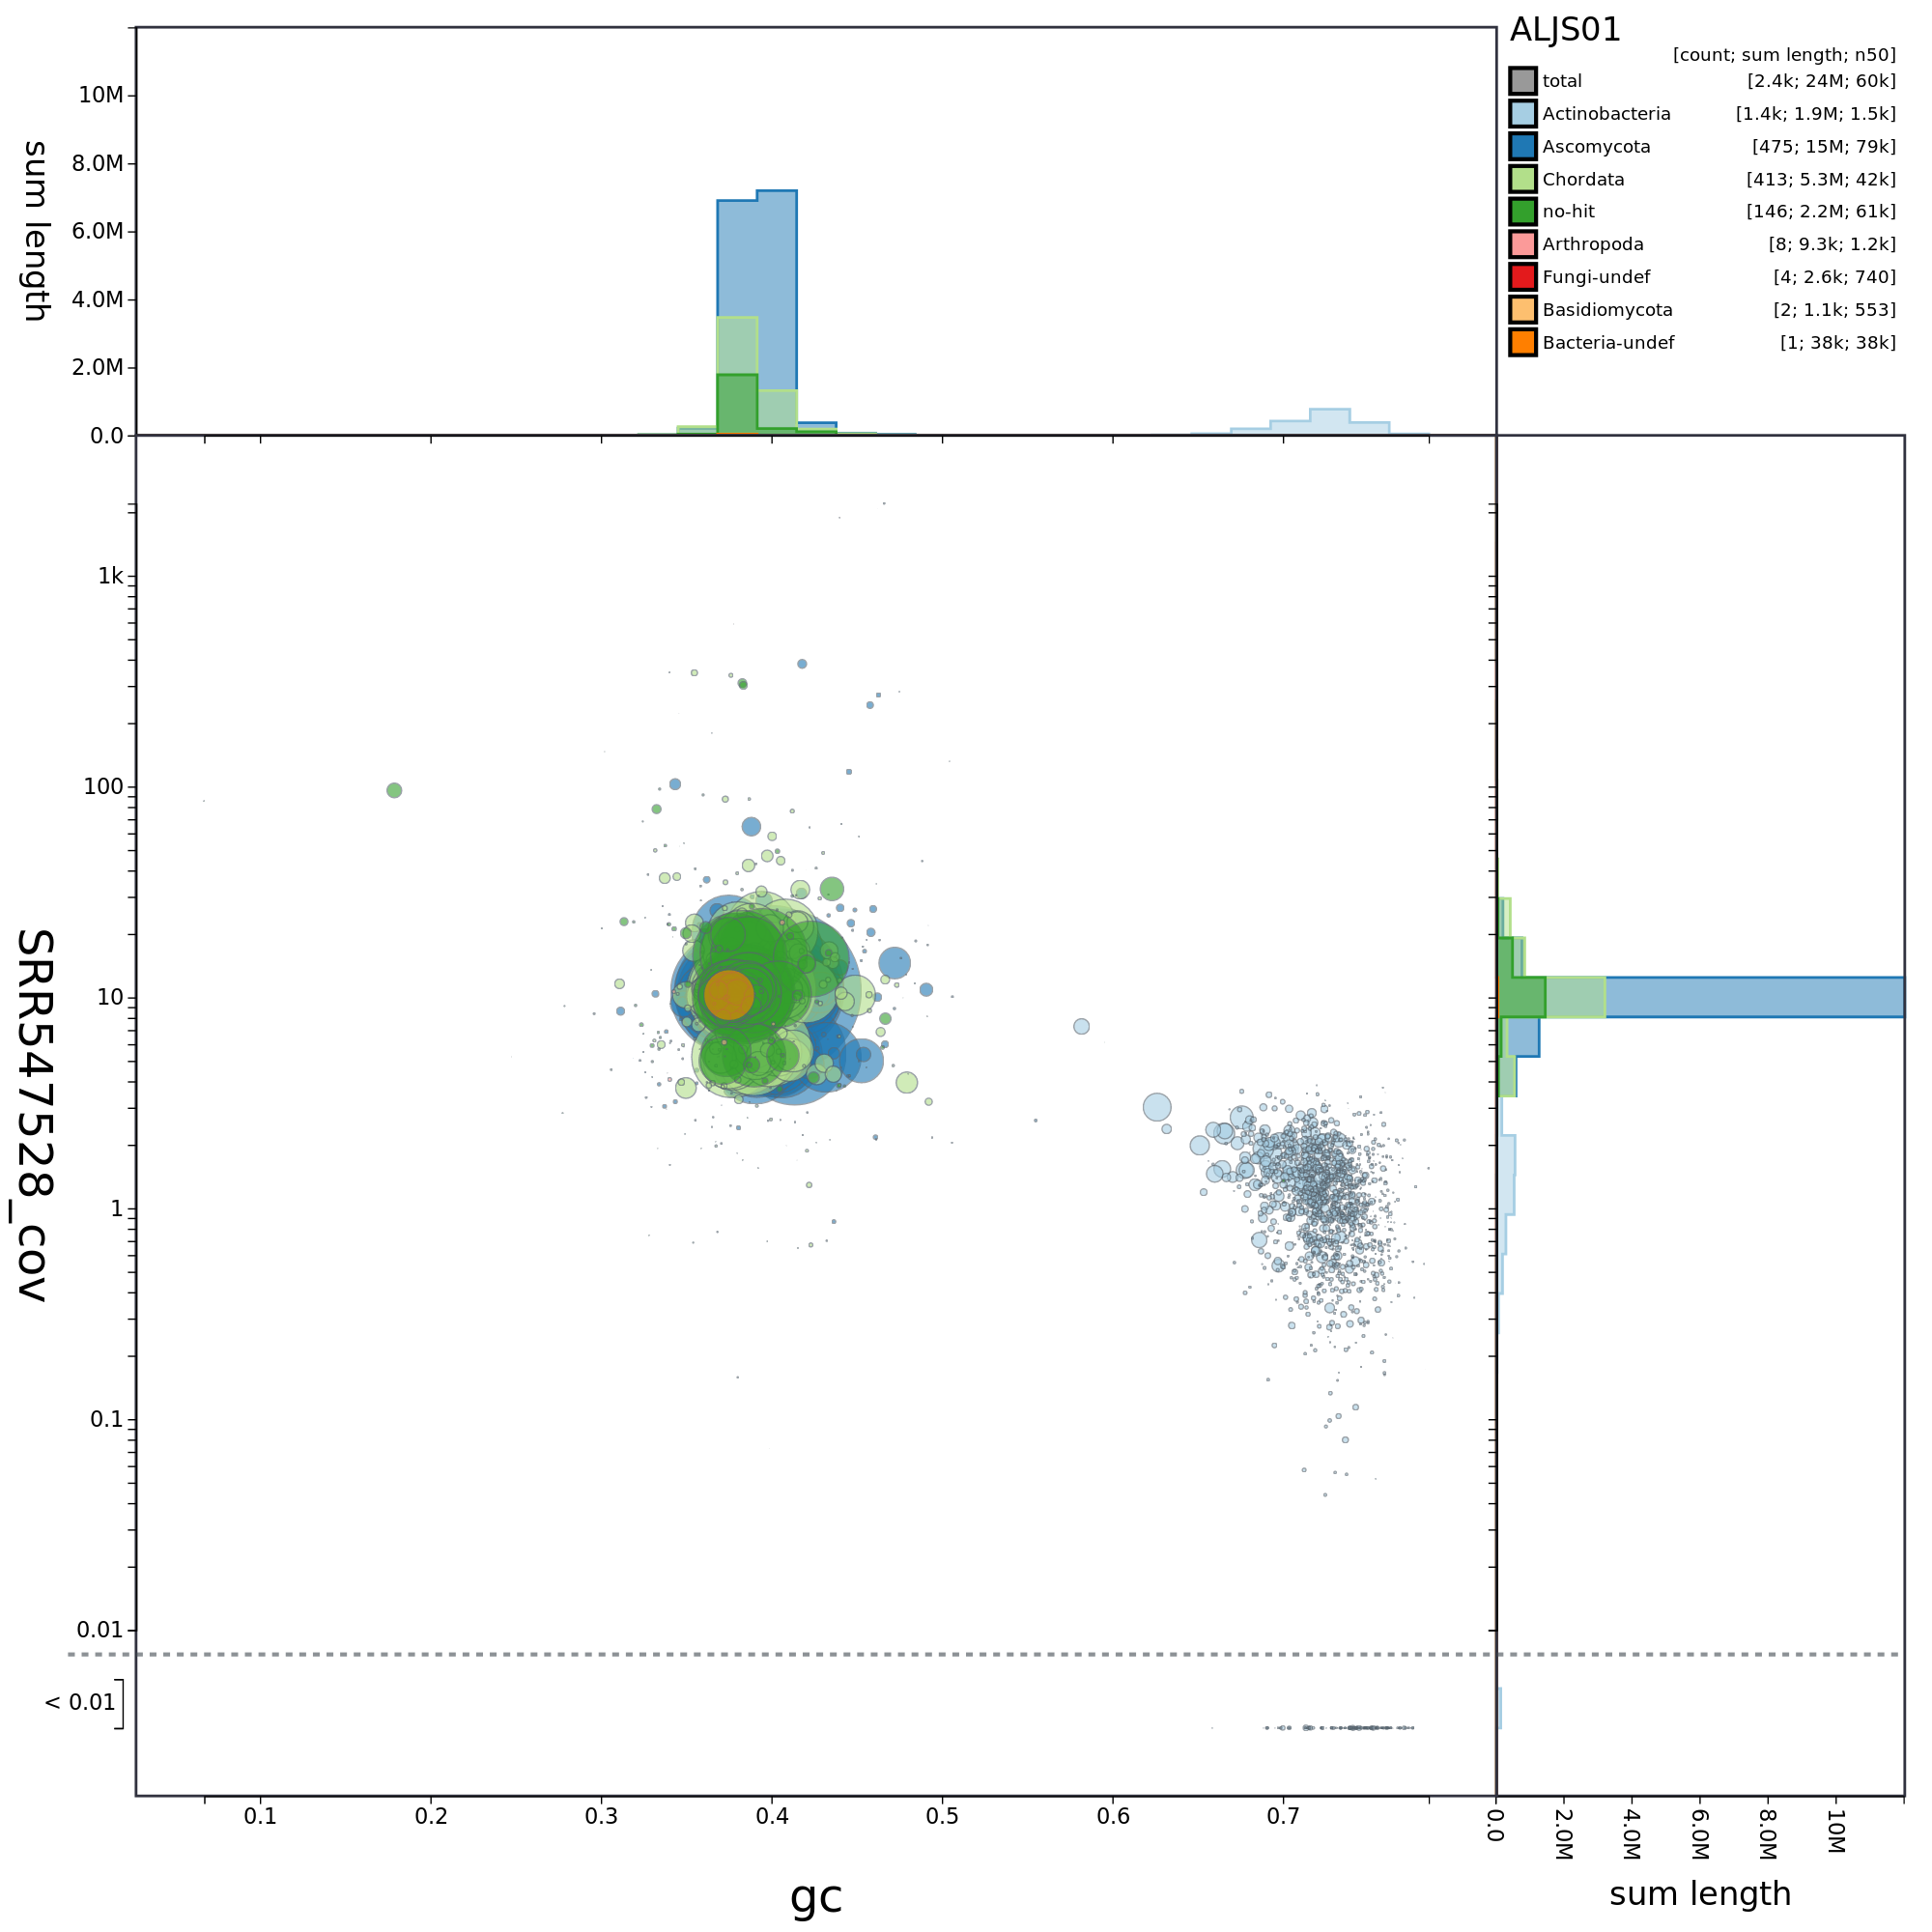 ALJS01
[count; sum length; n50]
total [2.4k; 24M; 60k]
Actinobacteria [1.4k; 1.9M; 1.5k]
Ascomycota [475; 15M; 79k]
Chordata [413; 5.3M; 42k]
no-hit [146; 2.2M; 61k]
Arthropoda [8; 9.3k; 1.2k]
Fungi-undef [4; 2.6k; 740]
Basidiomycota [2; 1.1k; 553]
Bacteria-undef [1; 38k; 38k]
sum length
10M
8.0M
6.0M
4.0M
2.0M
0.0
SRR547528_cov
1k
100
10
1
0.1
0.01
< 0.01
0.1 0.2 0.3 0.4 0.5 0.6 0.7
gc
0.0 2.0M 4.0M 6.0M 8.0M 10M
sum length